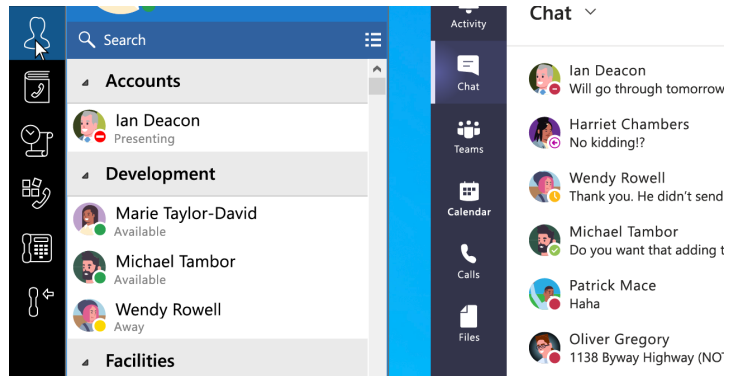 Search
Accounts
Ian Deacon
Presenting
Development
Marie Taylor-David
Available
Michael Tambor
Available
Wendy Rowell
Away
Facilities
Activity
Chat
Teams
Calendar
Calls
Files
Chat
Ian Deacon
Will go through tomorrow
Harriet Chambers
No kidding!?
Wendy Rowell
Thank you. He didn't send
Michael Tambor
Do you want that adding t
Patrick Mace
Haha
Oliver Gregory
1138 Byway Highway (NOT